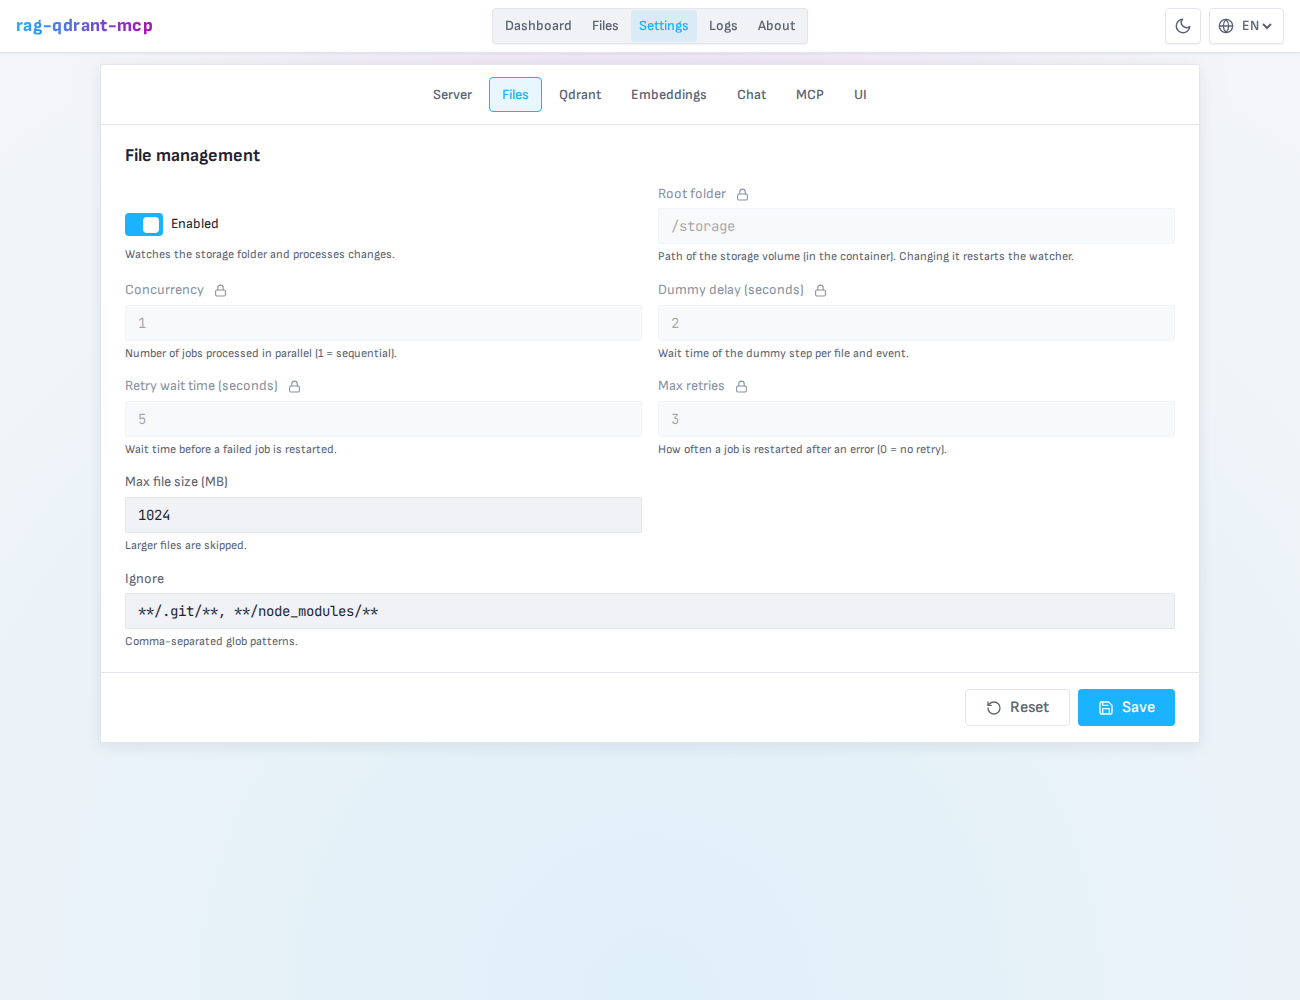 rag-qdrant-mcp
Dashboard Files Settings Logs About
EN
Server Files Qdrant Embeddings Chat MCP UI
File management
Enabled
Watches the storage folder and processes changes.
Root folder
/storage
Path of the storage volume (in the container). Changing it restarts the watcher.
Concurrency
1
Number of jobs processed in parallel (1 = sequential).
Dummy delay (seconds)
2
Wait time of the dummy step per file and event.
Retry wait time (seconds)
5
Wait time before a failed job is restarted.
Max retries
3
How often a job is restarted after an error (0 = no retry).
Max file size (MB)
1024
Larger files are skipped.
Ignore
**/.git/**, **/node_modules/**
Comma-separated glob patterns.
Reset Save